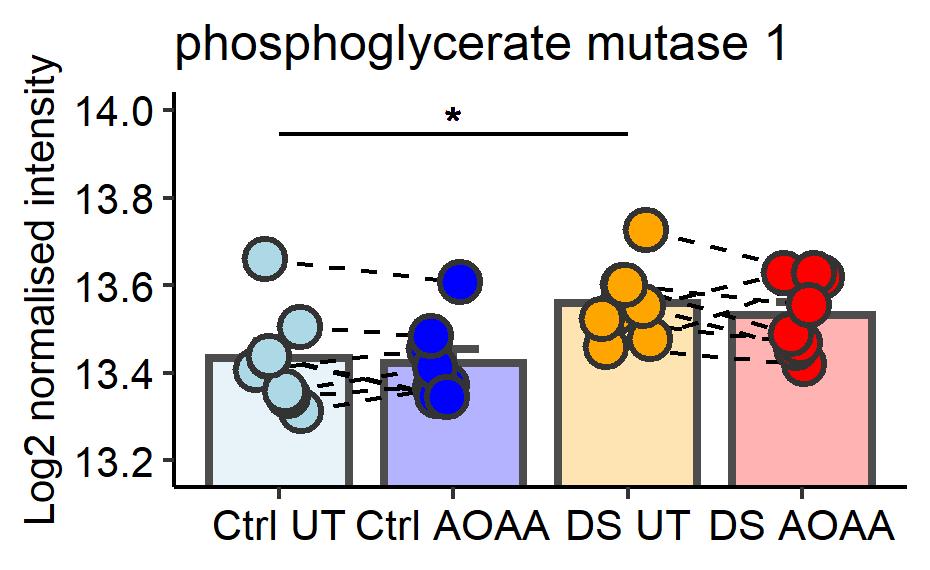 phosphoglycerate mutase 1
Log2 normalised intensity
14.0
*
13.8
13.6
13.4
13.2
Ctrl UT Ctrl AOAA DS UT DS AOAA